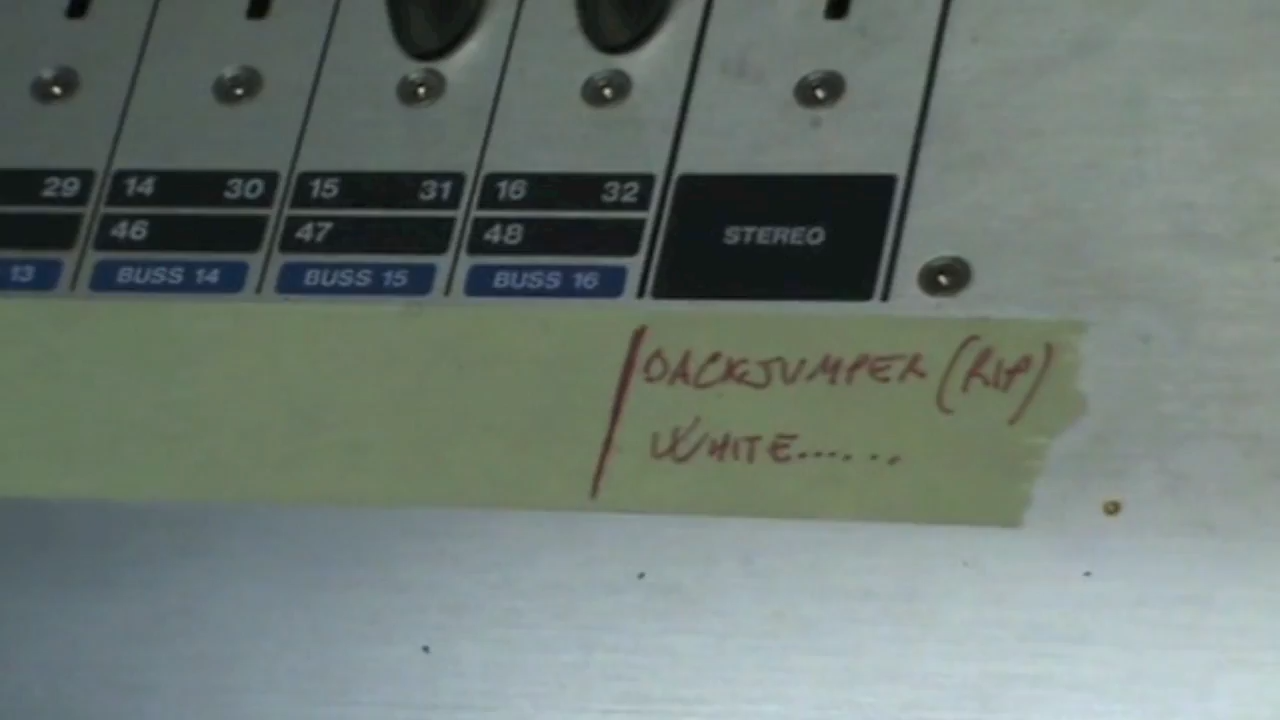 29 14 30 15 31 16 32
46 47 48 STEREO
13 BUSS 14 BUSS 15 BUSS 16
OACKJUMPER (RIP)
WHITE......